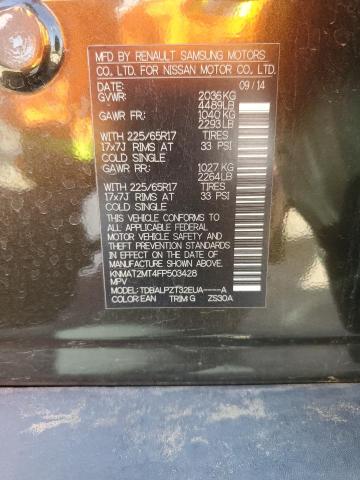 MFD BY RENAULT SAMSUNG MOTORS
CO. LTD. FOR NISSAN MOTOR CO., LTD.
DATE: 09/14
GVWR: 2036KG
4489LB
GAWR FR: 1040 KG
2293LB
WITH 225/65R17 TIRES
17x7J RIMS AT 33 PSI
COLD SINGLE
GAWR RR: 1027 KG
2264LB
WITH 225/65R17 TIRES
17x7J RIMS AT 33 PSI
COLD SINGLE
THIS VEHICLE CONFORMS TO
ALL APPLICABLE FEDERAL
MOTOR VEHICLE SAFETY AND
THEFT PREVENTION STANDARDS
IN EFFECT ON THE DATE OF
MANUFACTURE SHOWN ABOVE.
KNMAT2MT4FP503428
MPV
MODEL: TDBALPZT32EUA----A
COLOR:EAN TRIM:G ZS30A